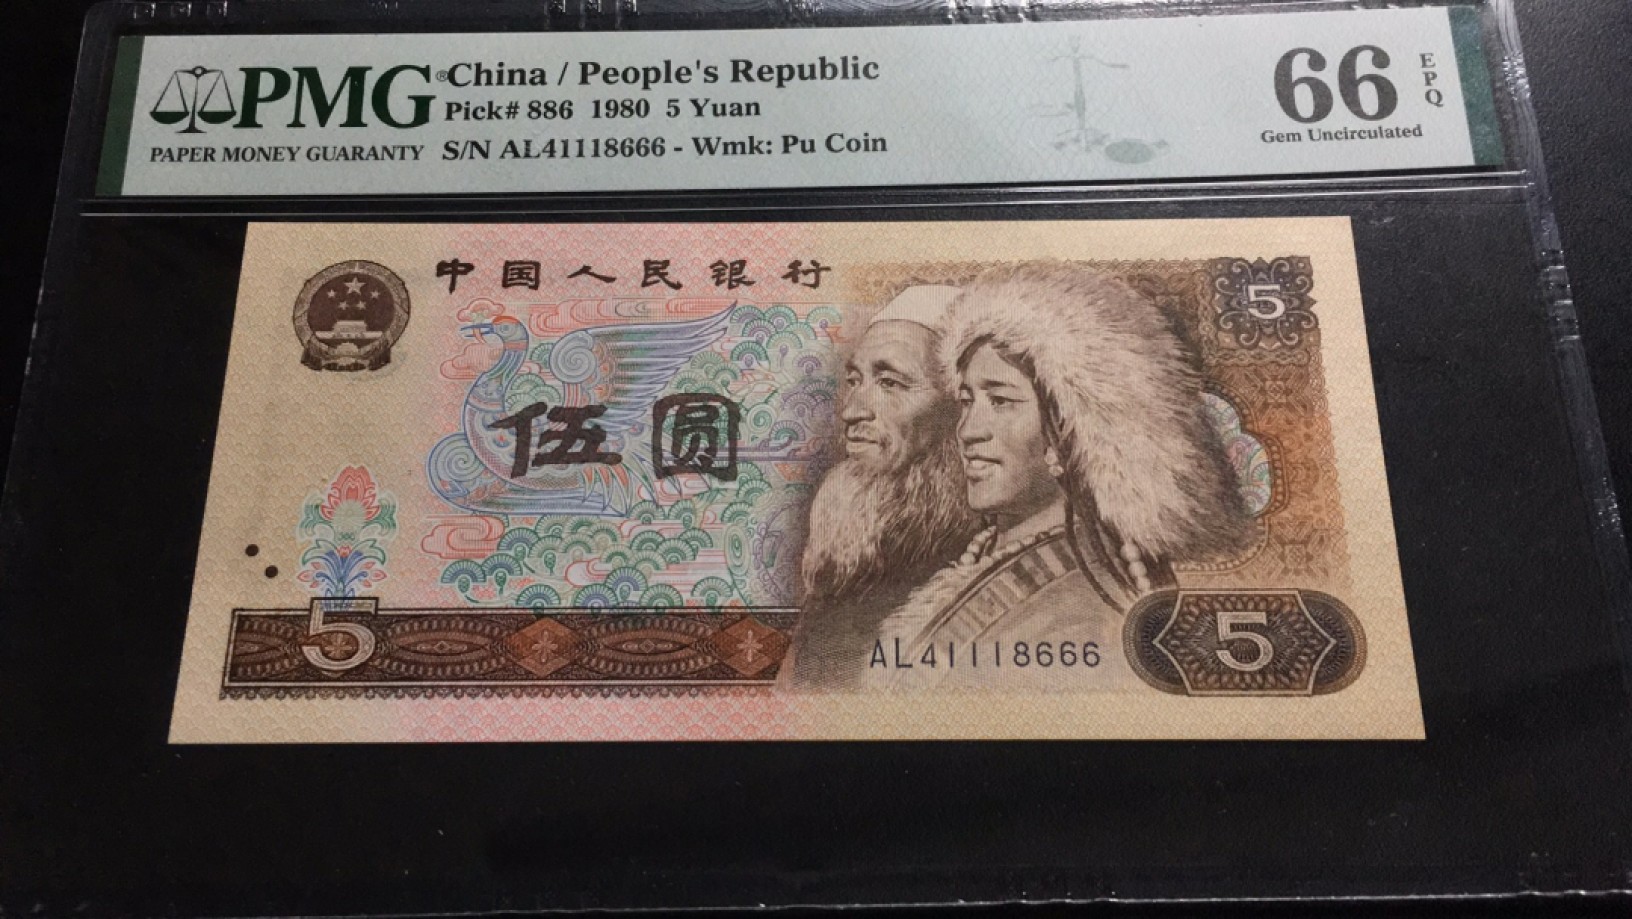 PMG® China / People's Republic
Pick# 886 1980 5 Yuan
PAPER MONEY GUARANTY S/N AL41118666 - Wmk: Pu Coin
66 EPQ
Gem Uncirculated
中国人民银行
5
伍圆
5
AL41118666
5